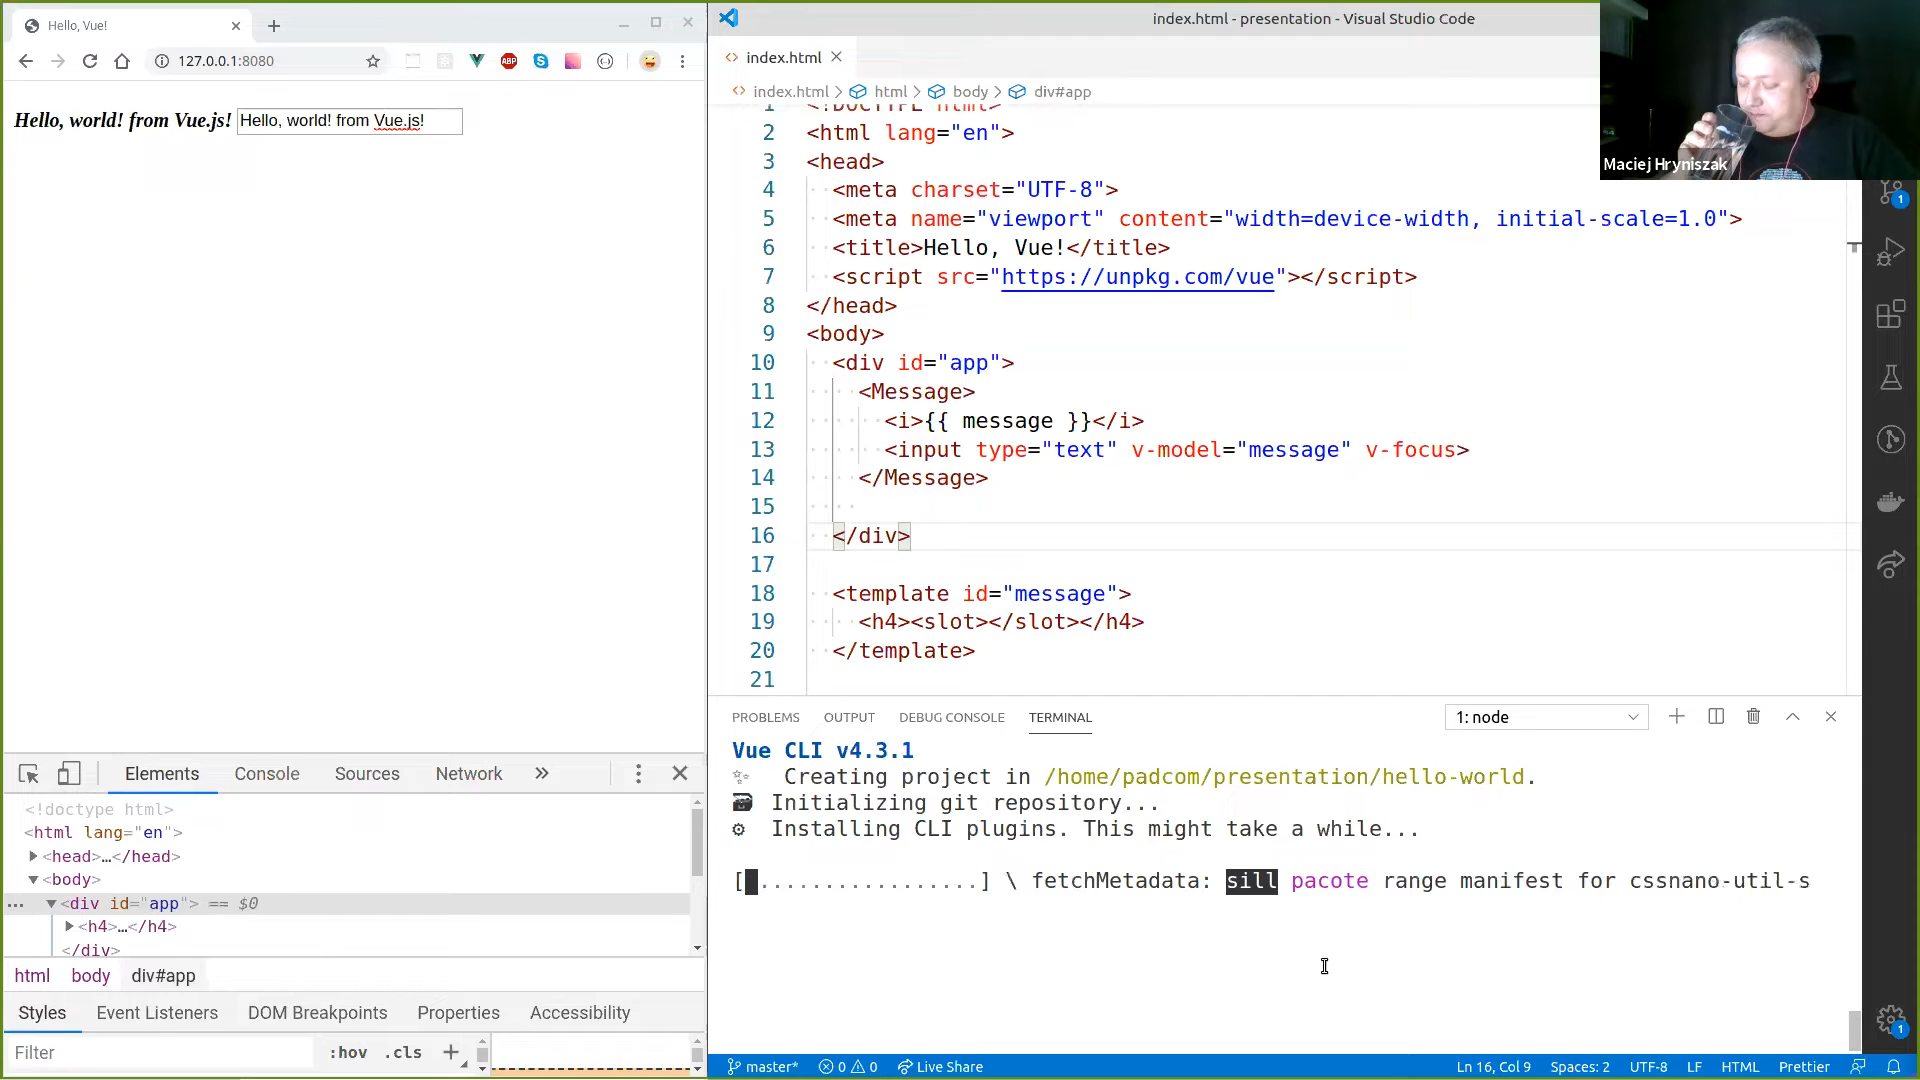 Hello, Vue!
127.0.0.1:8080
ABP
Hello, world! from Vue.js! Hello, world! from Vue.js!
Elements Console Sources Network
<!doctype html>
<html lang="en">
<head>…</head>
<body>
... <div id="app"> == $0
<h4>…</h4>
</div>
html body div#app
Styles Event Listeners DOM Breakpoints Properties Accessibility
Filter :hov .cls
index.html - presentation - Visual Studio Code
index.html
index.html > html > body > div#app
1 <!DOCTYPE html>
2 <html lang="en">
3 <head>
4 <meta charset="UTF-8">
5 <meta name="viewport" content="width=device-width, initial-scale=1.0">
6 <title>Hello, Vue!</title>
7 <script src="https://unpkg.com/vue"></script>
8 </head>
9 <body>
10 <div id="app">
11 <Message>
12 <i>{{ message }}</i>
13 <input type="text" v-model="message" v-focus>
14 </Message>
15
16 </div>
17
18 <template id="message">
19 <h4><slot></slot></h4>
20 </template>
21
PROBLEMS OUTPUT DEBUG CONSOLE TERMINAL 1: node
Vue CLI v4.3.1
Creating project in /home/padcom/presentation/hello-world.
Initializing git repository...
Installing CLI plugins. This might take a while...
[ .................] \ fetchMetadata: sill pacote range manifest for cssnano-util-s
master* 0 0 Live Share Ln 16, Col 9 Spaces: 2 UTF-8 LF HTML Prettier
Maciej Hryniszak
1
1